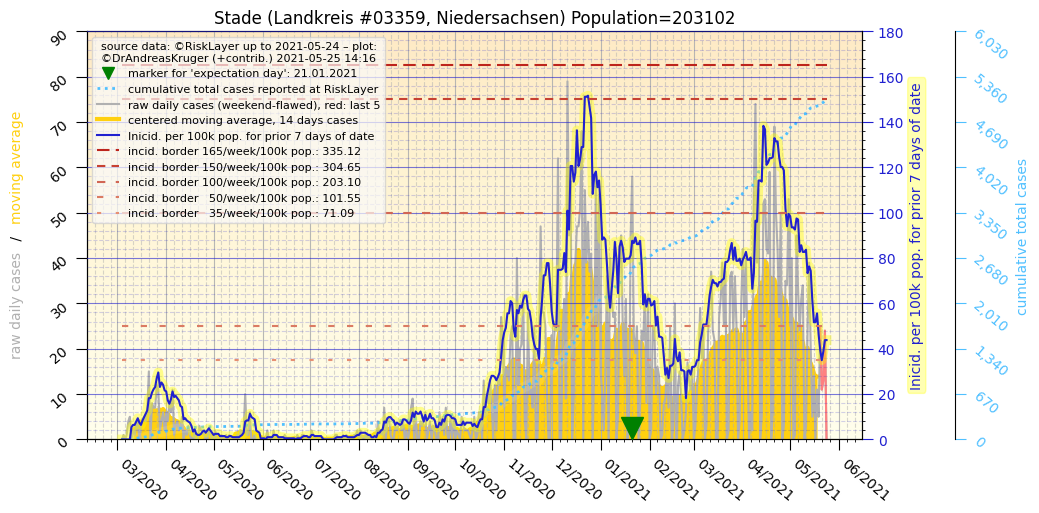 Stade (Landkreis #03359, Niedersachsen) Population=203102
source data: ©RiskLayer up to 2021-05-24 – plot:
©DrAndreasKruger (+contrib.) 2021-05-25 14:16
marker for 'expectation day': 21.01.2021
cumulative total cases reported at RiskLayer
raw daily cases (weekend-flawed), red: last 5
centered moving average, 14 days cases
Inicid. per 100k pop. for prior 7 days of date
incid. border 165/week/100k pop.: 335.12
incid. border 150/week/100k pop.: 304.65
incid. border 100/week/100k pop.: 203.10
incid. border   50/week/100k pop.: 101.55
incid. border   35/week/100k pop.: 71.09
raw daily cases / moving average
90
80
70
60
50
40
30
20
10
0
180
160
140
120
100
80
60
40
20
0
Inicid. per 100k pop. for prior 7 days of date
6,030
5,360
4,690
4,020
3,350
2,680
2,010
1,340
670
0
cumulative total cases
03/2020
04/2020
05/2020
06/2020
07/2020
08/2020
09/2020
10/2020
11/2020
12/2020
01/2021
02/2021
03/2021
04/2021
05/2021
06/2021